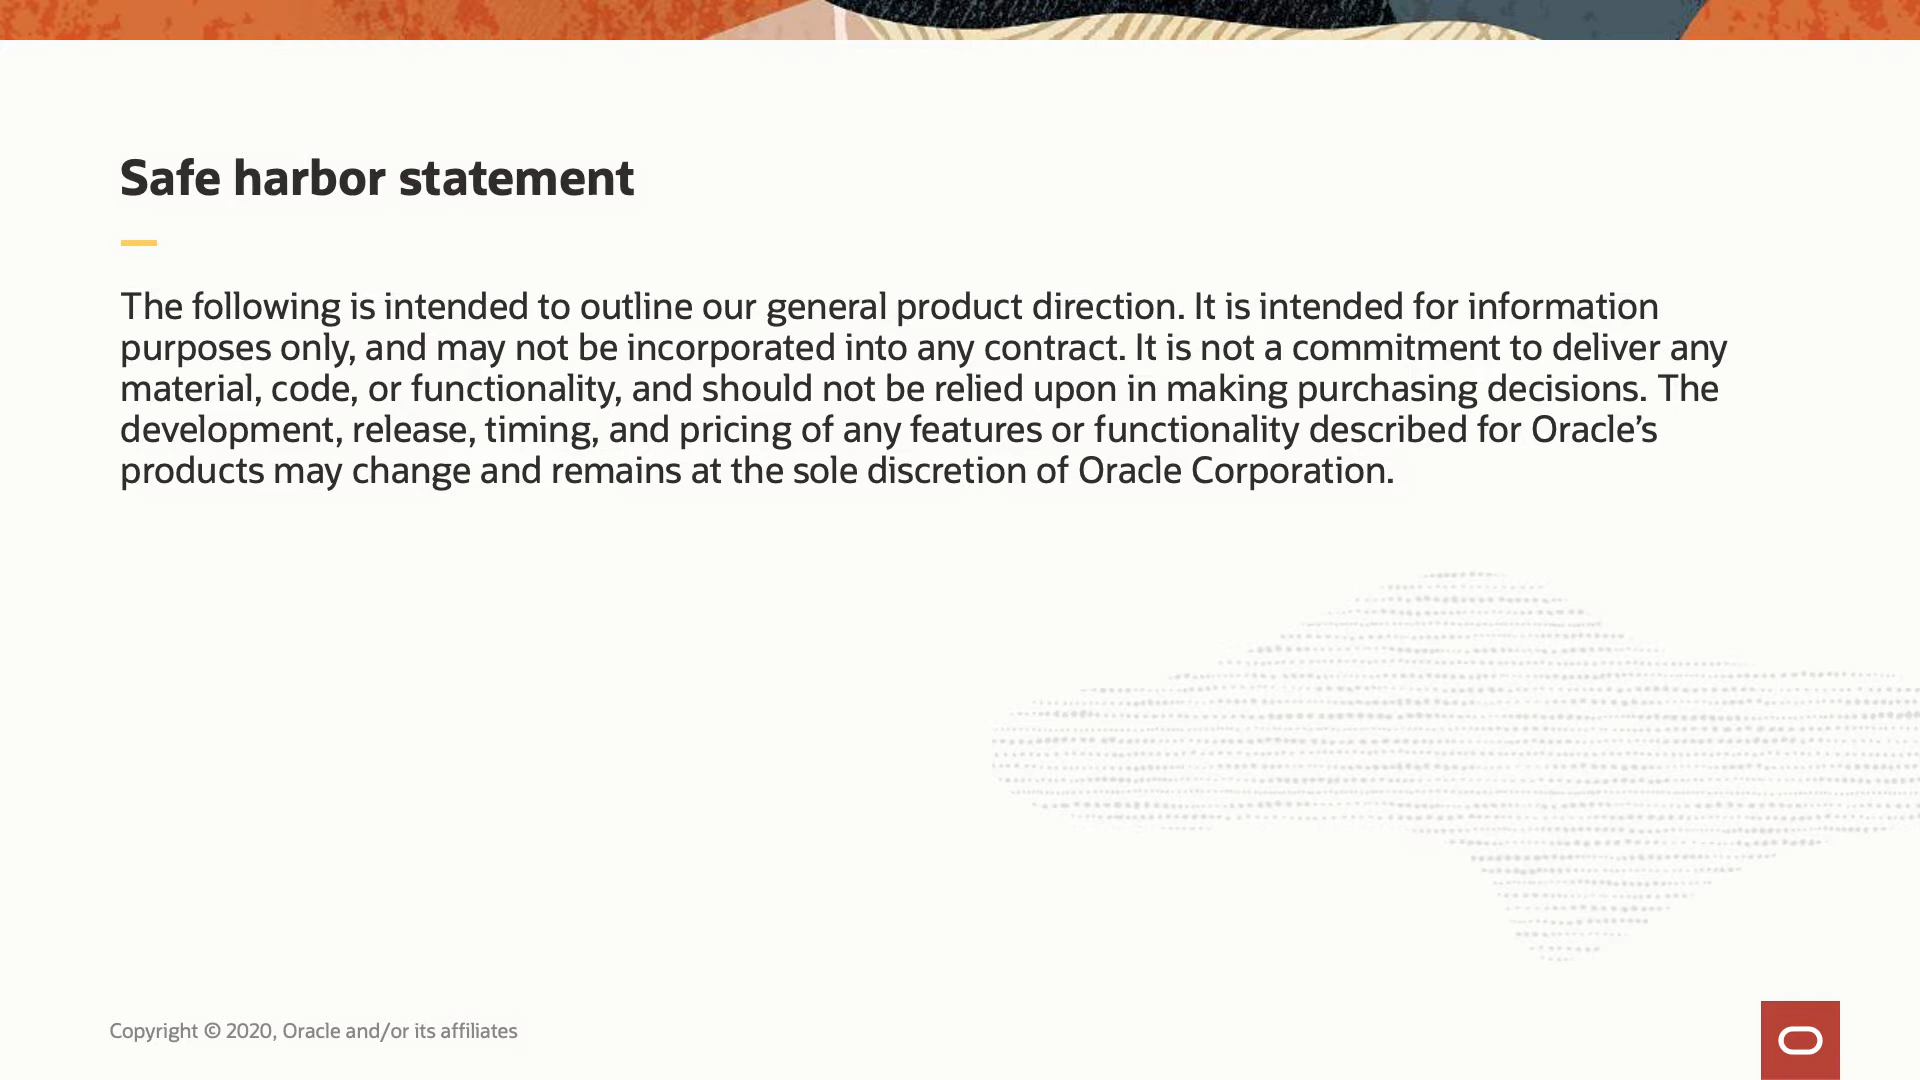 Safe harbor statement
The following is intended to outline our general product direction. It is intended for information
purposes only, and may not be incorporated into any contract. It is not a commitment to deliver any
material, code, or functionality, and should not be relied upon in making purchasing decisions. The
development, release, timing, and pricing of any features or functionality described for Oracle’s
products may change and remains at the sole discretion of Oracle Corporation.
Copyright © 2020, Oracle and/or its affiliates